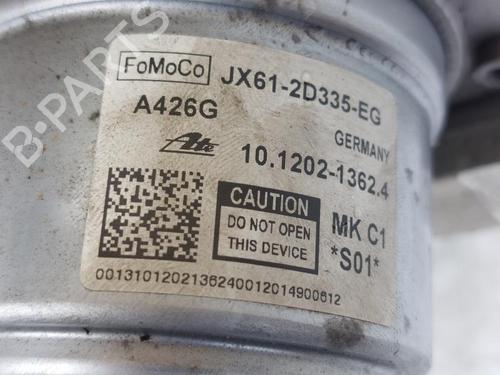 FoMoCo JX61-2D335-EG
A426G GERMANY
Ate 10.1202-1362.4
CAUTION
DO NOT OPEN
THIS DEVICE
MK C1
*S01*
0013101202136240012014900612
B-PARTS